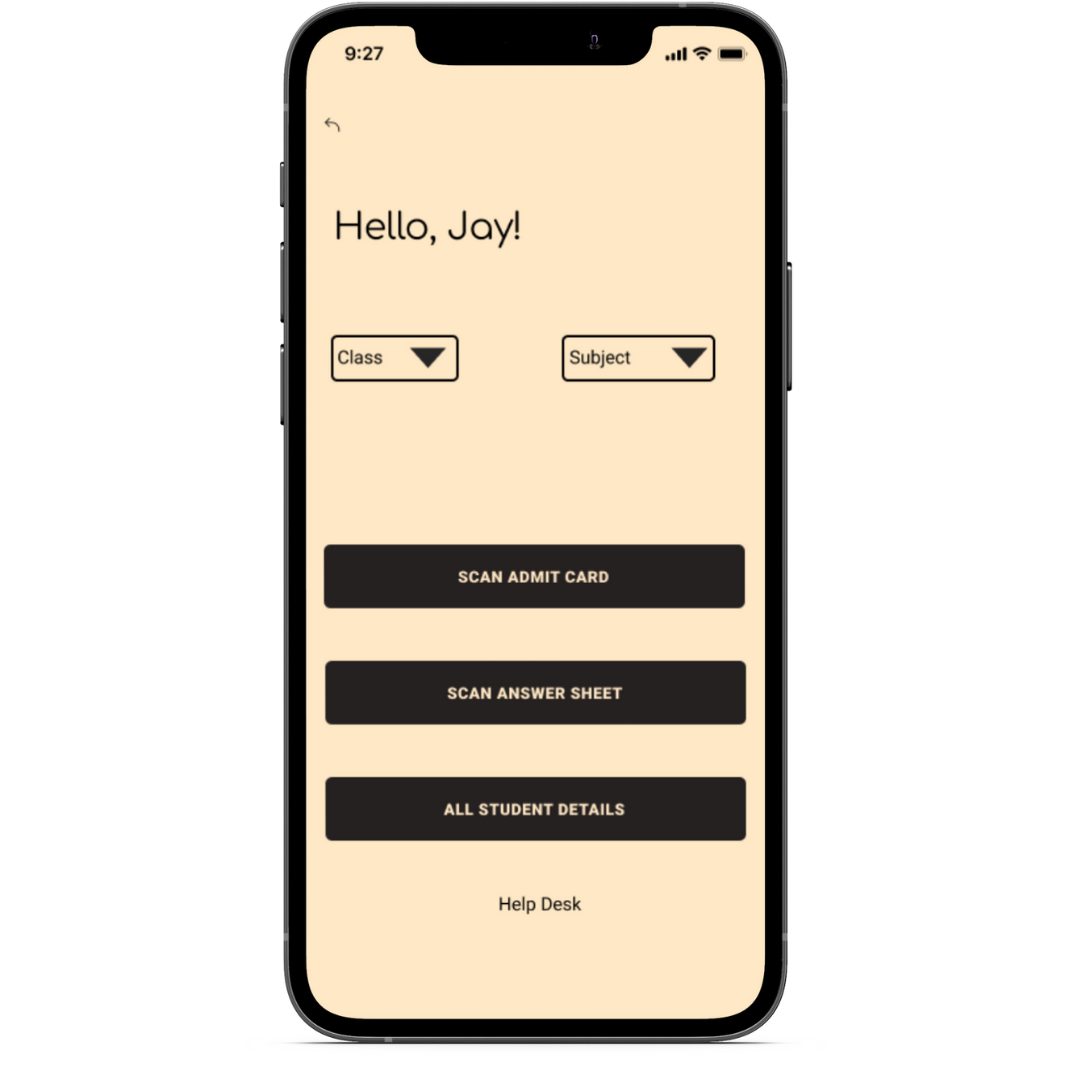 9:27
Hello, Jay!
Class
Subject
SCAN ADMIT CARD
SCAN ANSWER SHEET
ALL STUDENT DETAILS
Help Desk